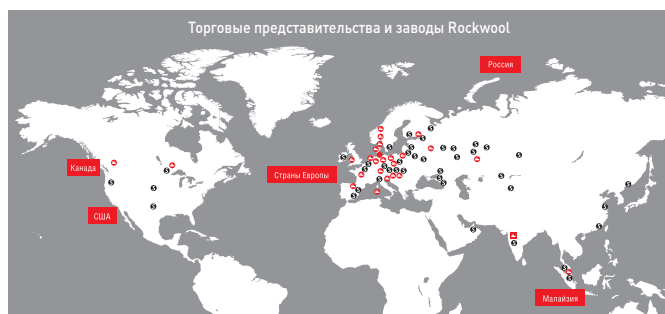 Торговые представительства и заводы Rockwool
Россия
Канада
Страны Европы
США
Малайзия